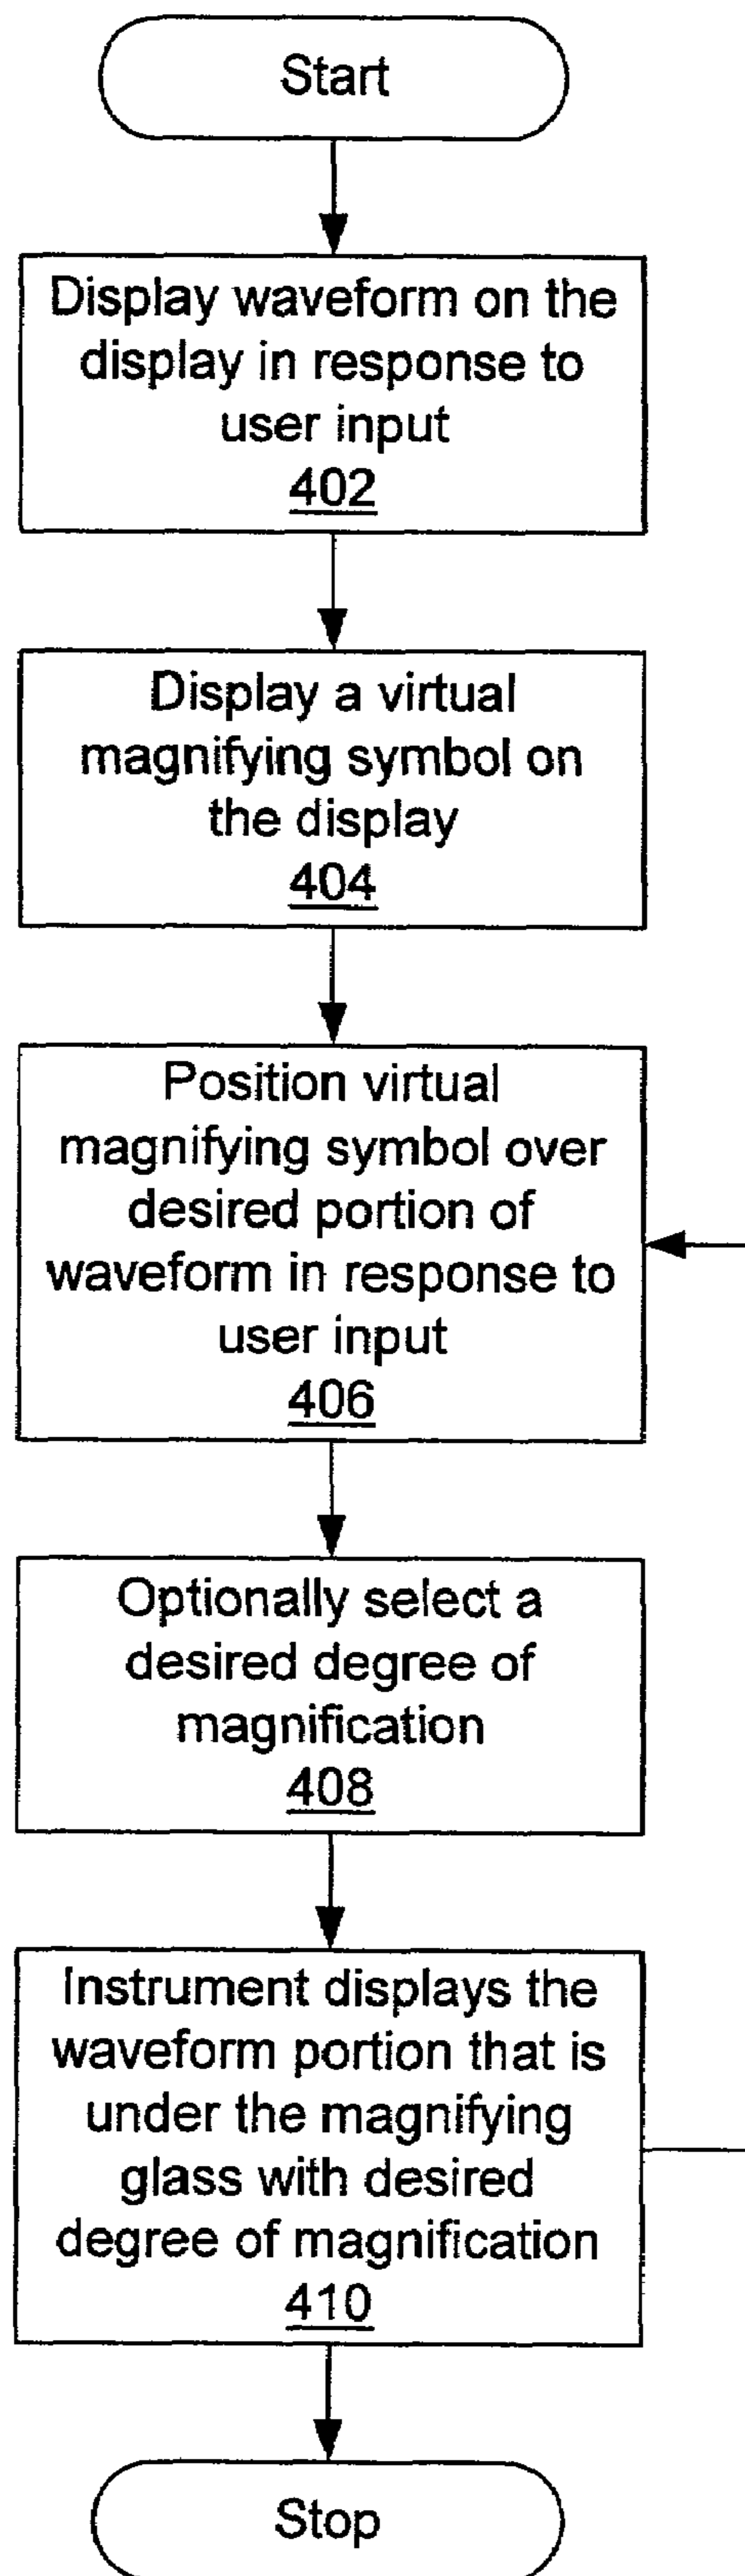 Start
Display waveform on the
display in response to
user input
402
Display a virtual
magnifying symbol on
the display
404
Position virtual
magnifying symbol over
desired portion of
waveform in response to
user input
406
Optionally select a
desired degree of
magnification
408
Instrument displays the
waveform portion that is
under the magnifying
glass with desired
degree of magnification
410
Stop